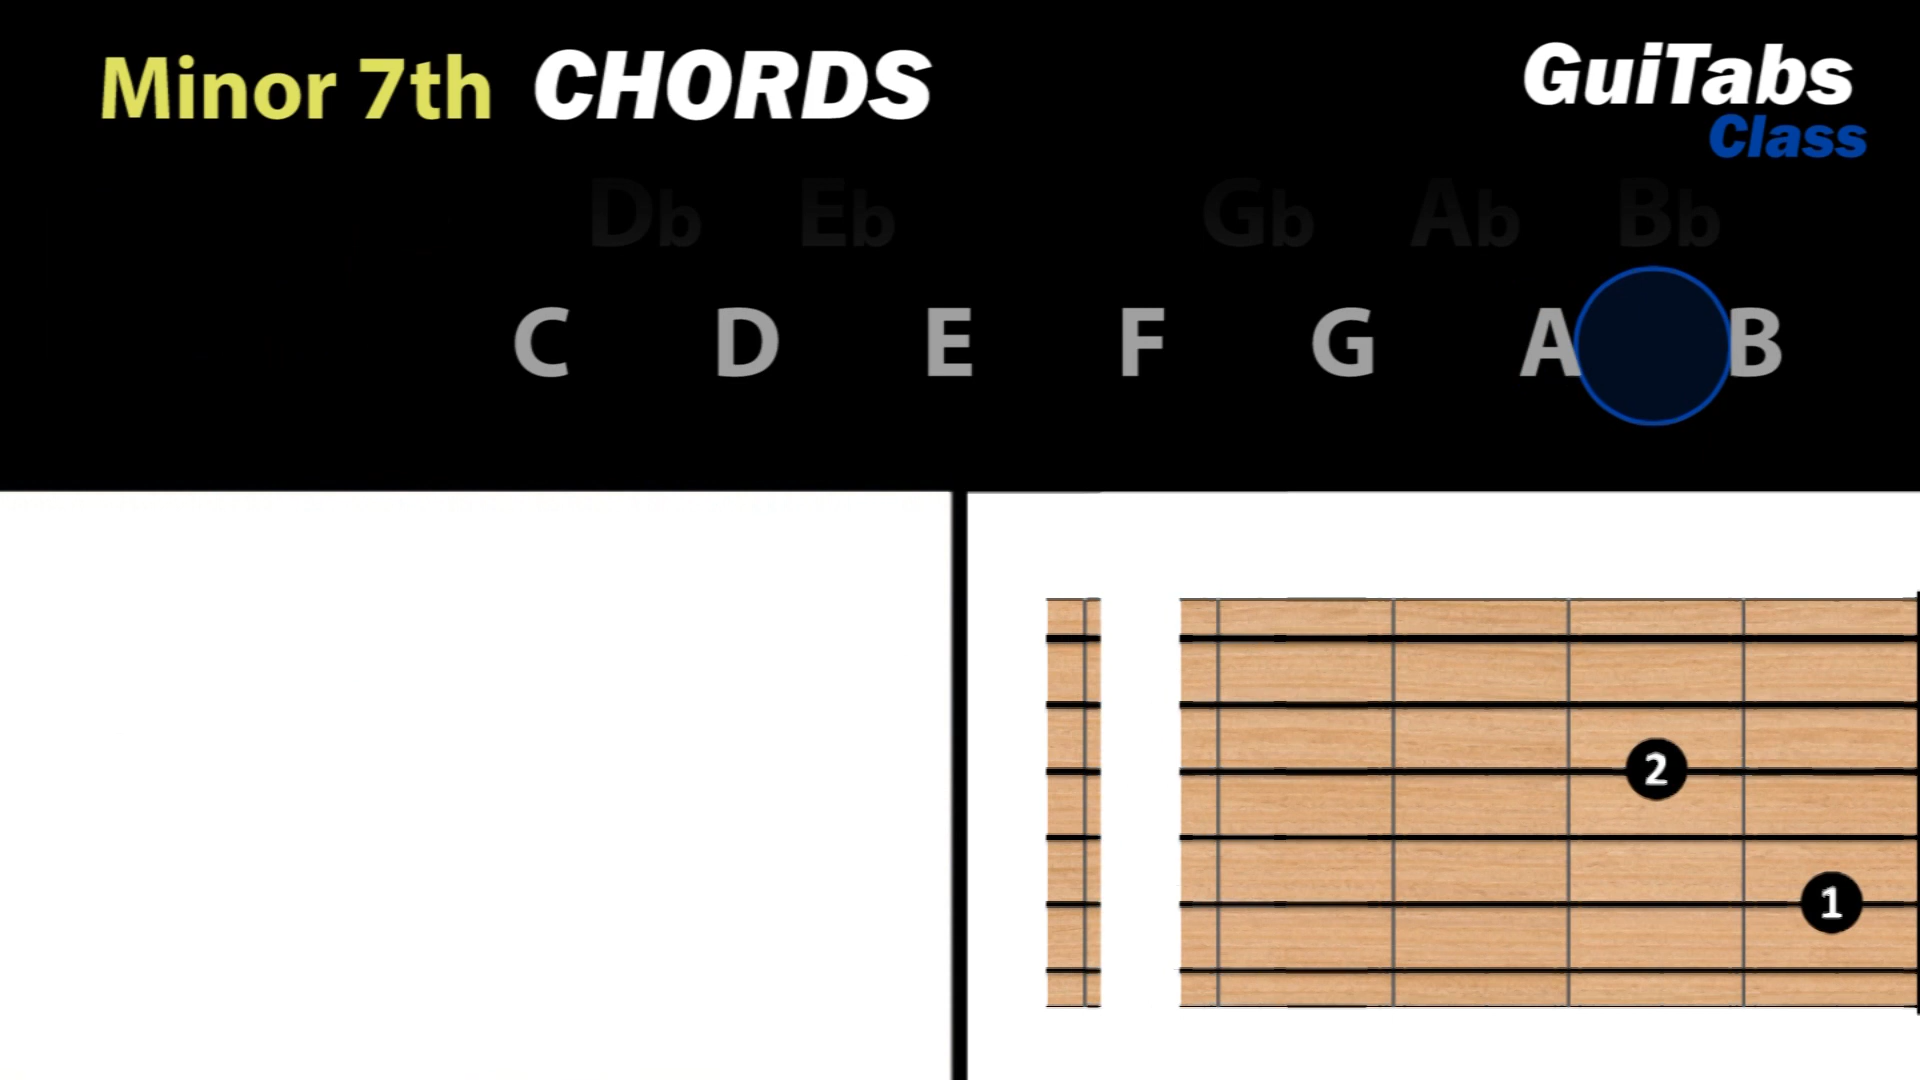 Minor 7th CHORDS
GuiTabs
Class
Db Eb Gb Ab Bb
C D E F G A B
2
1